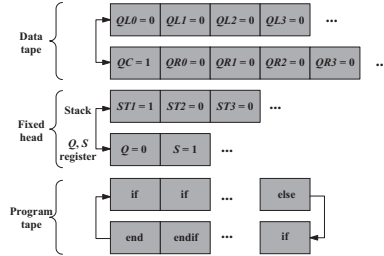 Data tape
QL0 = 0 QL1 = 0 QL2 = 0 QL3 = 0 ...
QC = 1 QR0 = 0 QR1 = 0 QR2 = 0 QR3 = 0 ..
Fixed head
Stack
ST1 = 1 ST2 = 0 ST3 = 0 ...
Q, S register
Q = 0 S = 1 ...
Program tape
if if ... else
end endif ... if